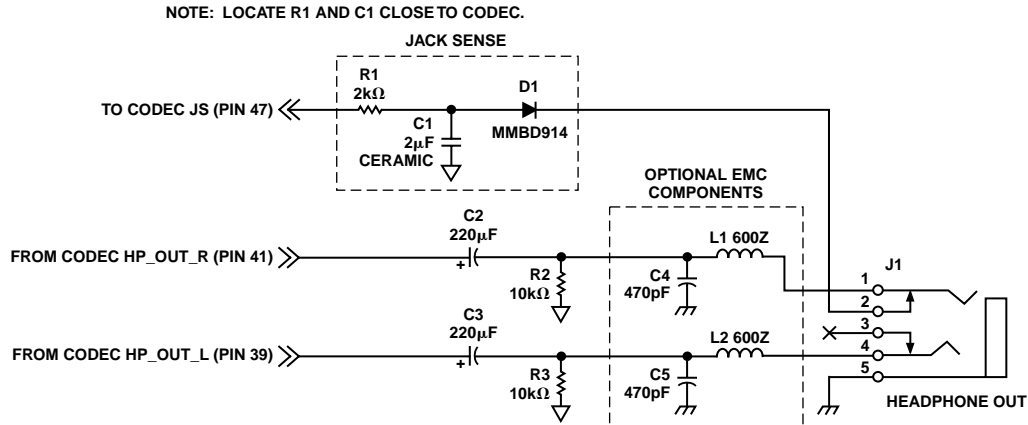 NOTE: LOCATE R1 AND C1 CLOSE TO CODEC.
JACK SENSE
R1
2kΩ
D1
TO CODEC JS (PIN 47)
C1
2μF
CERAMIC
MMBD914
OPTIONAL EMC
COMPONENTS
C2
220μF
L1 600Z
FROM CODEC HP_OUT_R (PIN 41)
+
R2
10kΩ
C4
470pF
J1
1
2
3
4
5
C3
220μF
L2 600Z
FROM CODEC HP_OUT_L (PIN 39)
+
R3
10kΩ
C5
470pF
HEADPHONE OUT